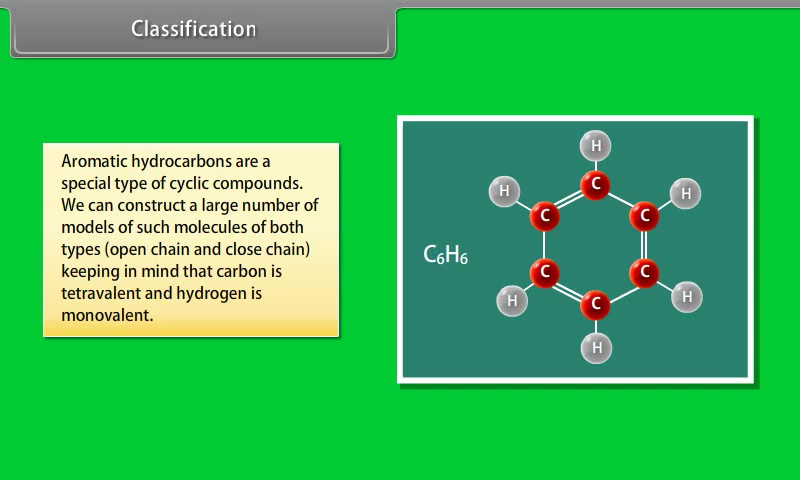 Classification
Aromatic hydrocarbons are a
special type of cyclic compounds.
We can construct a large number of
models of such molecules of both
types (open chain and close chain)
keeping in mind that carbon is
tetravalent and hydrogen is
monovalent.
H
C
H
H
C
C
C₆H₆
C
C
H
C
H
H